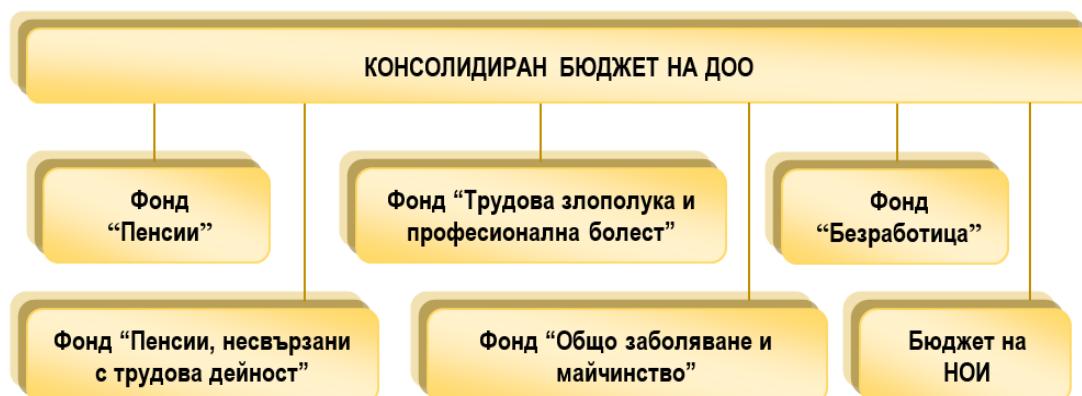 КОНСОЛИДИРАН БЮДЖЕТ НА ДОО
Фонд
“Пенсии”
Фонд “Трудова злополука и
професионална болест”
Фонд
“Безработица”
Фонд “Пенсии, несвързани
с трудова дейност”
Фонд “Общо заболяване и
майчинство”
Бюджет на
НОИ